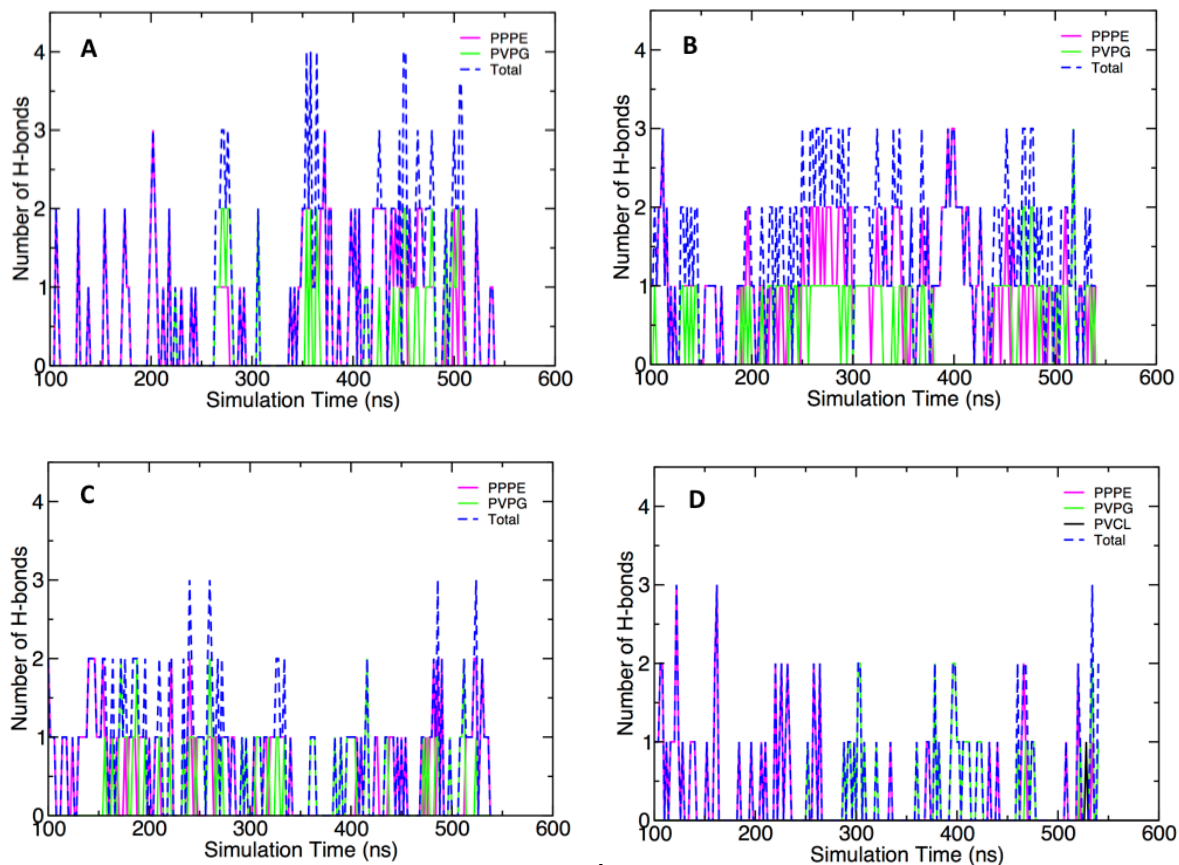 A
PPPE
PVPG
Total
Number of H-bonds
4
3
2
1
0
100 200 300 400 500 600
Simulation Time (ns)
B
PPPE
PVPG
Total
Number of H-bonds
4
3
2
1
0
100 200 300 400 500 600
Simulation Time (ns)
C
PPPE
PVPG
Total
Number of H-bonds
4
3
2
1
0
100 200 300 400 500 600
Simulation Time (ns)
D
PPPE
PVPG
PVCL
Total
Number of H-bonds
4
3
2
1
0
100 200 300 400 500 600
Simulation Time (ns)